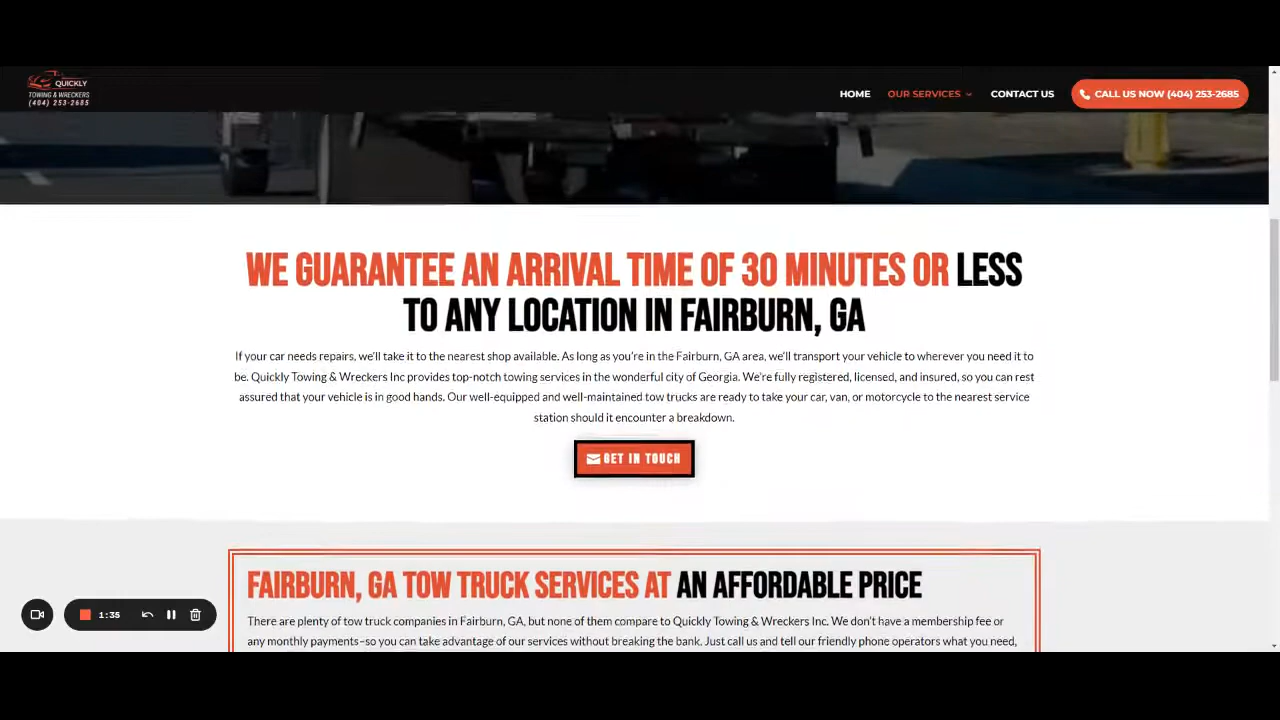 QUICKLY
TOWING & WRECKERS
(404) 253-2685
HOME OUR SERVICES CONTACT US CALL US NOW (404) 253-2685
WE GUARANTEE AN ARRIVAL TIME OF 30 MINUTES OR LESS
TO ANY LOCATION IN FAIRBURN, GA
If your car needs repairs, we'll take it to the nearest shop available. As long as you're in the Fairburn, GA area, we'll transport your vehicle to wherever you need it to
be. Quickly Towing & Wreckers Inc provides top-notch towing services in the wonderful city of Georgia. We're fully registered, licensed, and insured, so you can rest
assured that your vehicle is in good hands. Our well-equipped and well-maintained tow trucks are ready to take your car, van, or motorcycle to the nearest service
station should it encounter a breakdown.
GET IN TOUCH
FAIRBURN, GA TOW TRUCK SERVICES AT AN AFFORDABLE PRICE
There are plenty of tow truck companies in Fairburn, GA, but none of them compare to Quickly Towing & Wreckers Inc. We don't have a membership fee or
any monthly payments–so you can take advantage of our services without breaking the bank. Just call us and tell our friendly phone operators what you need,
1:35